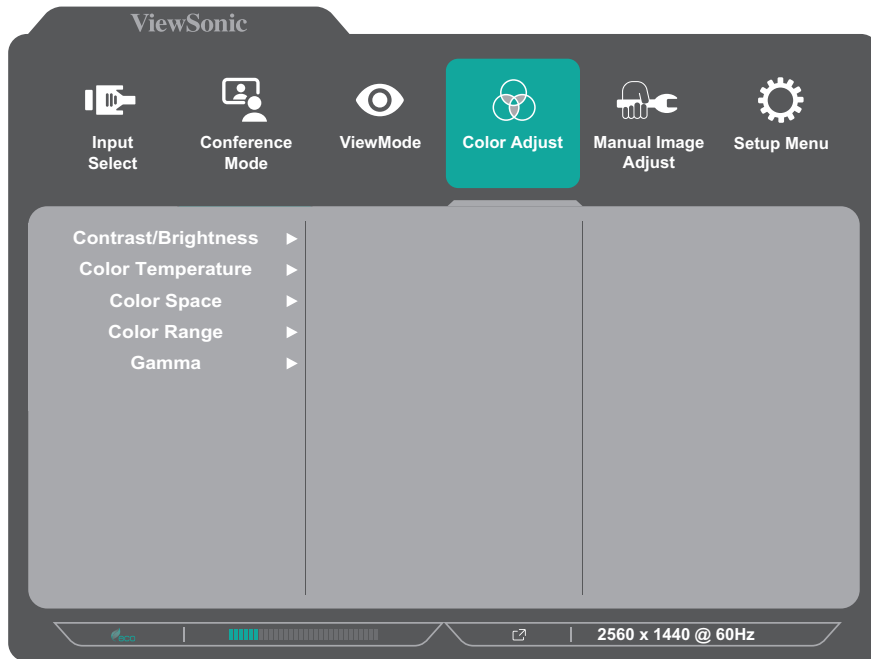 ViewSonic
Input
Select
Conference
Mode
ViewMode
Color Adjust
Manual Image
Adjust
Setup Menu
Contrast/Brightness
Color Temperature
Color Space
Color Range
Gamma
eco
2560 x 1440 @ 60Hz